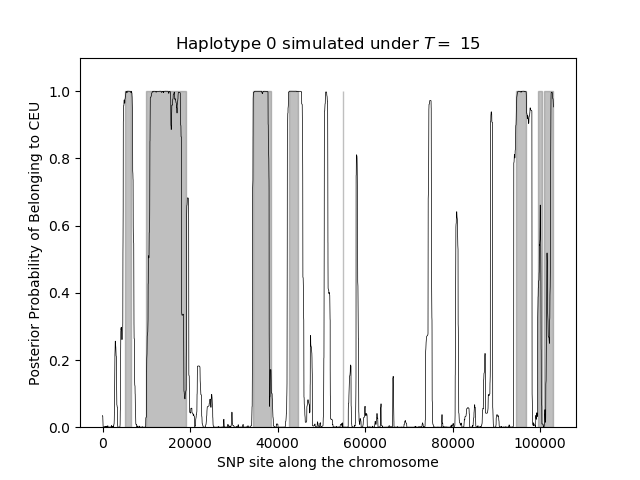 Haplotype 0 simulated under T = 15
Posterior Probability of Belonging to CEU
1.0
0.8
0.6
0.4
0.2
0.0
0 20000 40000 60000 80000 100000
SNP site along the chromosome